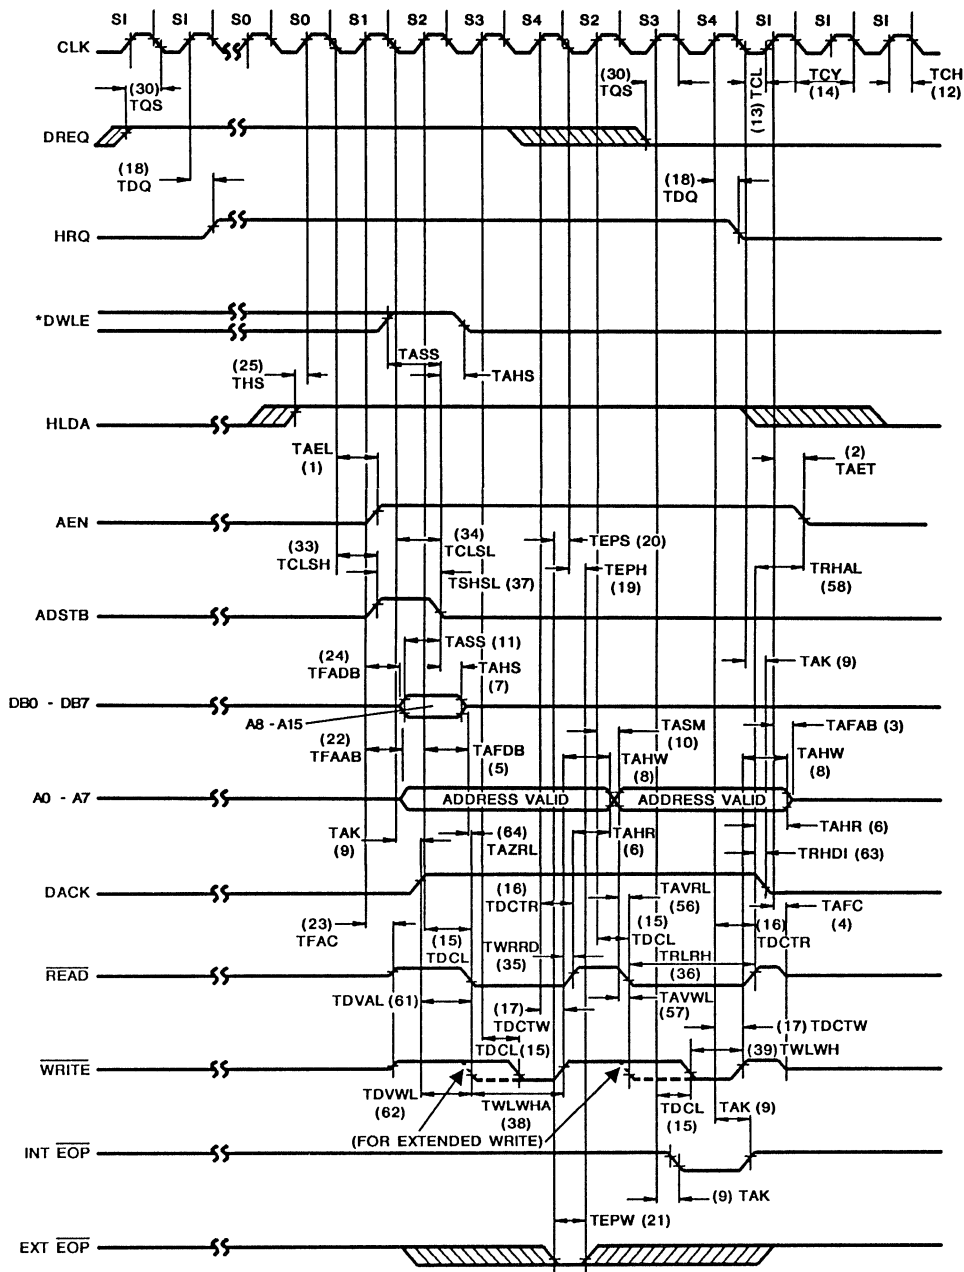 SI SI S0 S0 S1 S2 S3 S4 S2 S3 S4 SI SI SI
CLK
(30) TQS
(30) TQS
(13) TCL
TCY (14)
TCH (12)
DREQ
(18) TDQ
(18) TDQ
HRQ
*DWLE
TASS
(25) THS
TAHS
HLDA
TAEL (1)
(2) TAET
AEN
(33) TCLSH
(34) TCLSL
TEPS (20)
TSHSL (37)
TEPH (19)
TRHAL (58)
ADSTB
TASS (11)
(24) TFADB
TAHS (7)
TAK (9)
DB0 - DB7
A8 - A15
TASM (10)
TAFAB (3)
(22) TFAAB
TAFDB (5)
TAHW (8)
TAHW (8)
A0 - A7
ADDRESS VALID
ADDRESS VALID
TAK (9)
(64) TAZRL
TAHR (6)
TAHR (6)
TRHDI (63)
DACK
(16) TDCTR
TAVRL (56)
TAFC (4)
(23) TFAC
(15) TDCL
TWRRD (35)
(15) TDCL
(16) TDCTR
READ
TRLRH (36)
TDVAL (61)
(17) TDCTW
TAVWL (57)
(17) TDCTW
TDCL (15)
(39) TWLWH
WRITE
TDVWL (62)
TWLWHA (38)
TDCL (15)
TAK (9)
(FOR EXTENDED WRITE)
INT EOP
(9) TAK
TEPW (21)
EXT EOP